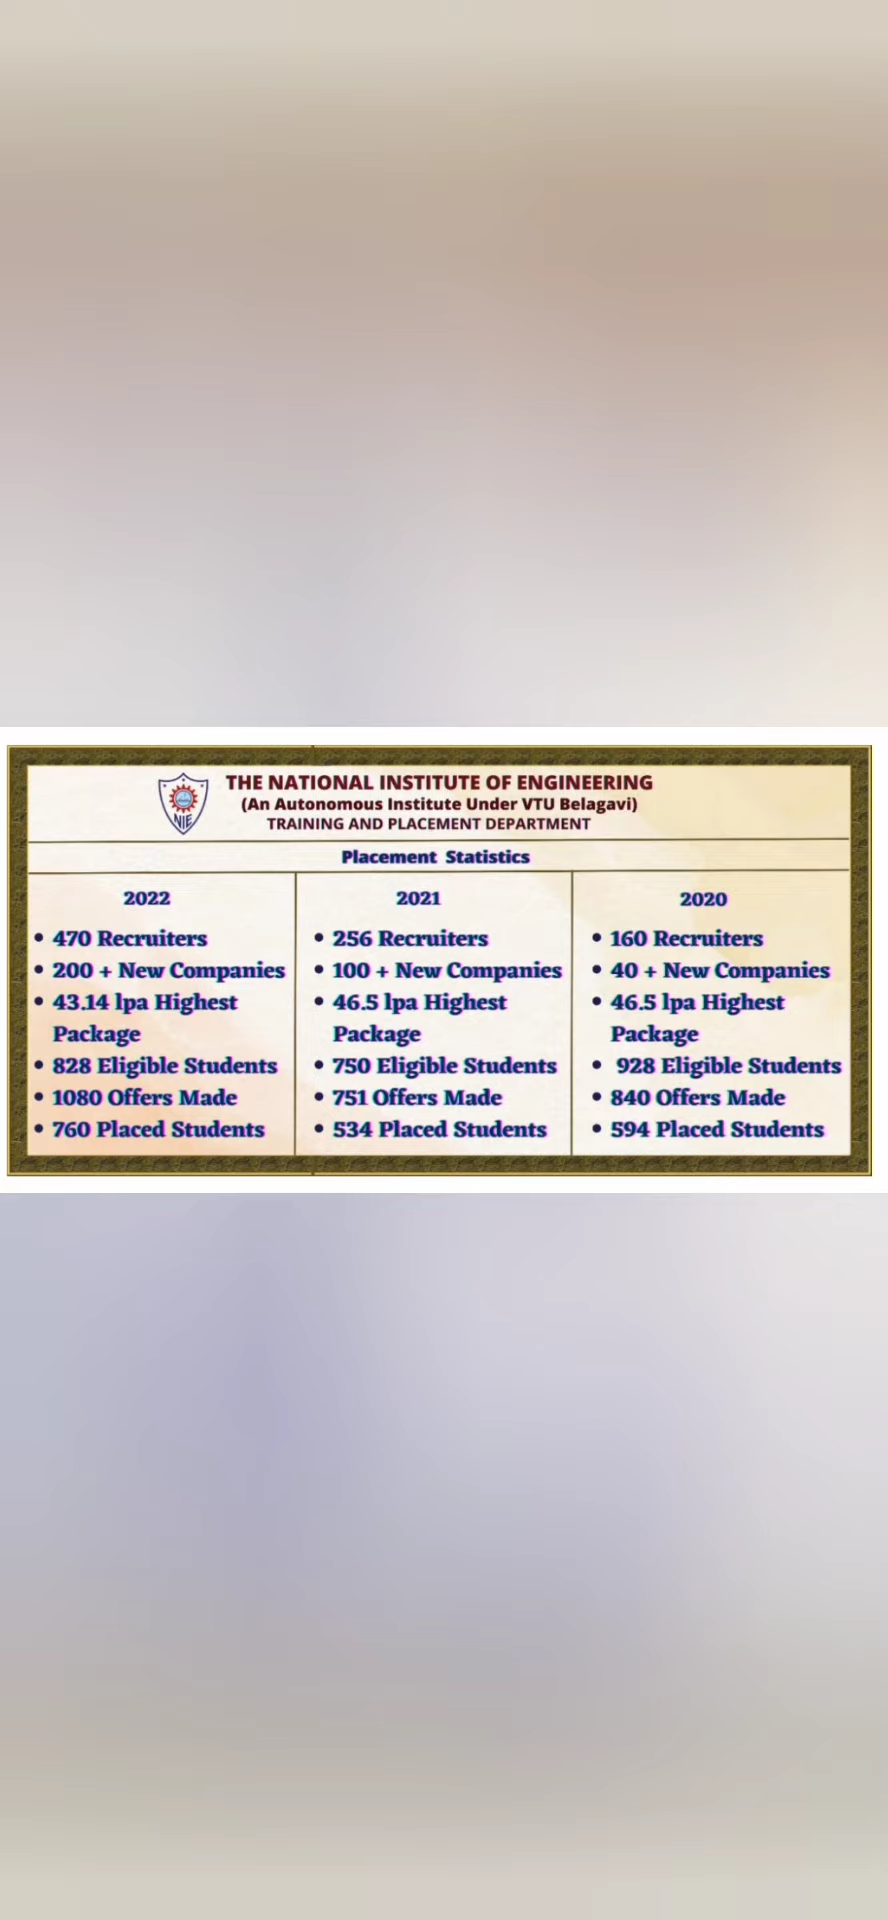 NIE
THE NATIONAL INSTITUTE OF ENGINEERING
(An Autonomous Institute Under VTU Belagavi)
TRAINING AND PLACEMENT DEPARTMENT
Placement Statistics
2022
• 470 Recruiters
• 200 + New Companies
• 43.14 lpa Highest
Package
• 828 Eligible Students
• 1080 Offers Made
• 760 Placed Students
2021
• 256 Recruiters
• 100 + New Companies
• 46.5 lpa Highest
Package
• 750 Eligible Students
• 751 Offers Made
• 534 Placed Students
2020
• 160 Recruiters
• 40 + New Companies
• 46.5 lpa Highest
Package
• 928 Eligible Students
• 840 Offers Made
• 594 Placed Students